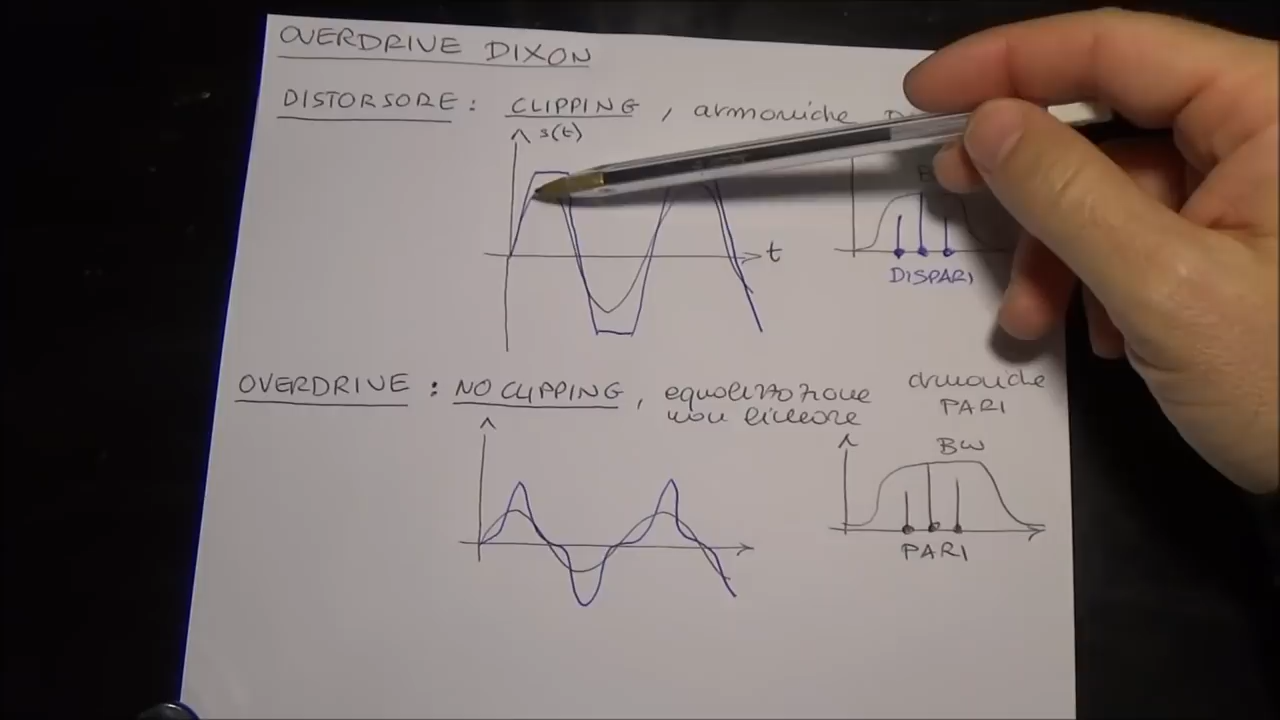 OVERDRIVE DIXON
DISTORSORE: CLIPPING, armoniche
s(t)
t
DISPARI
OVERDRIVE: NO CLIPPING, equalizzazione non lineare
armoniche PARI
BW
PARI